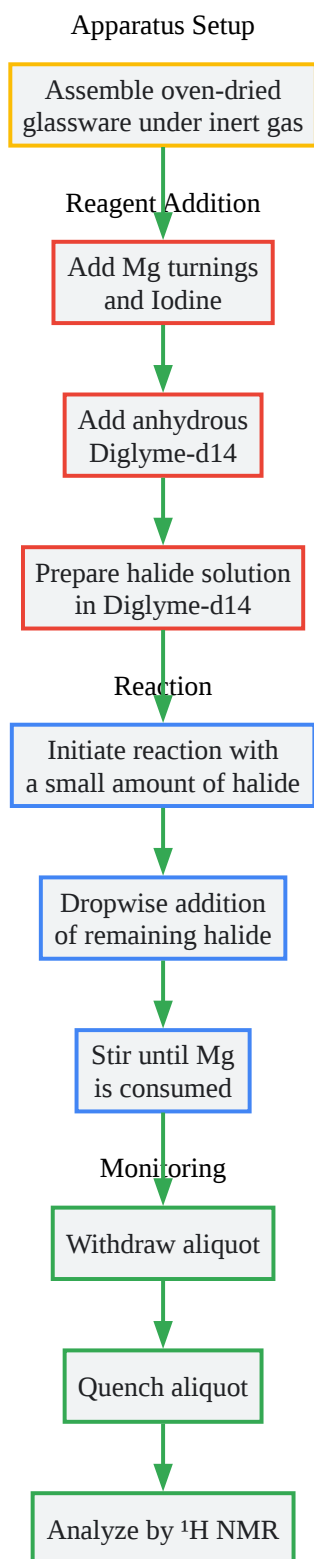 Apparatus Setup
Assemble oven-dried
glassware under inert gas
Reagent Addition
Add Mg turnings
and Iodine
Add anhydrous
Diglyme-d14
Prepare halide solution
in Diglyme-d14
Reaction
Initiate reaction with
a small amount of halide
Dropwise addition
of remaining halide
Stir until Mg
is consumed
Monitoring
Withdraw aliquot
Quench aliquot
Analyze by ¹H NMR